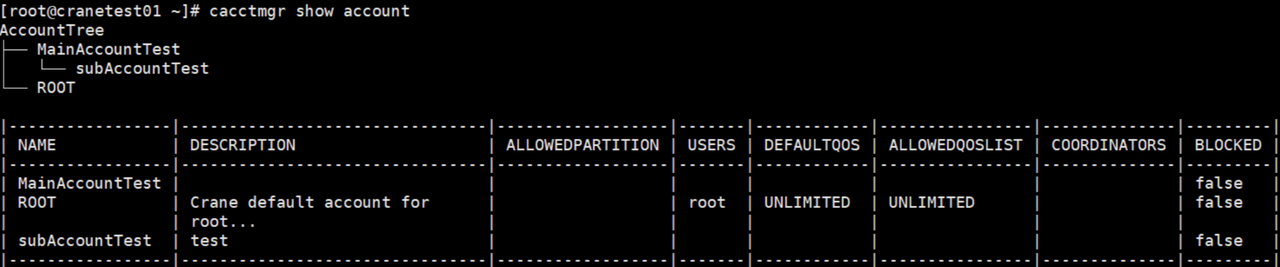 [root@cranetest01 ~]# cacctmgr show account
AccountTree
├── MainAccountTest
│   └── subAccountTest
└── ROOT
|-----------------|--------------------------------|------------------|-------|------------|----------------|--------------|---------|
| NAME            | DESCRIPTION                    | ALLOWEDPARTITION | USERS | DEFAULTQOS | ALLOWEDQOSLIST | COORDINATORS | BLOCKED |
|-----------------|--------------------------------|------------------|-------|------------|----------------|--------------|---------|
| MainAccountTest |                                |                  |       |            |                |              | false   |
| ROOT            | Crane default account for      |                  | root  | UNLIMITED  | UNLIMITED      |              | false   |
|                 | root...                        |                  |       |            |                |              |         |
| subAccountTest  | test                           |                  |       |            |                |              | false   |
|-----------------|--------------------------------|------------------|-------|------------|----------------|--------------|---------|